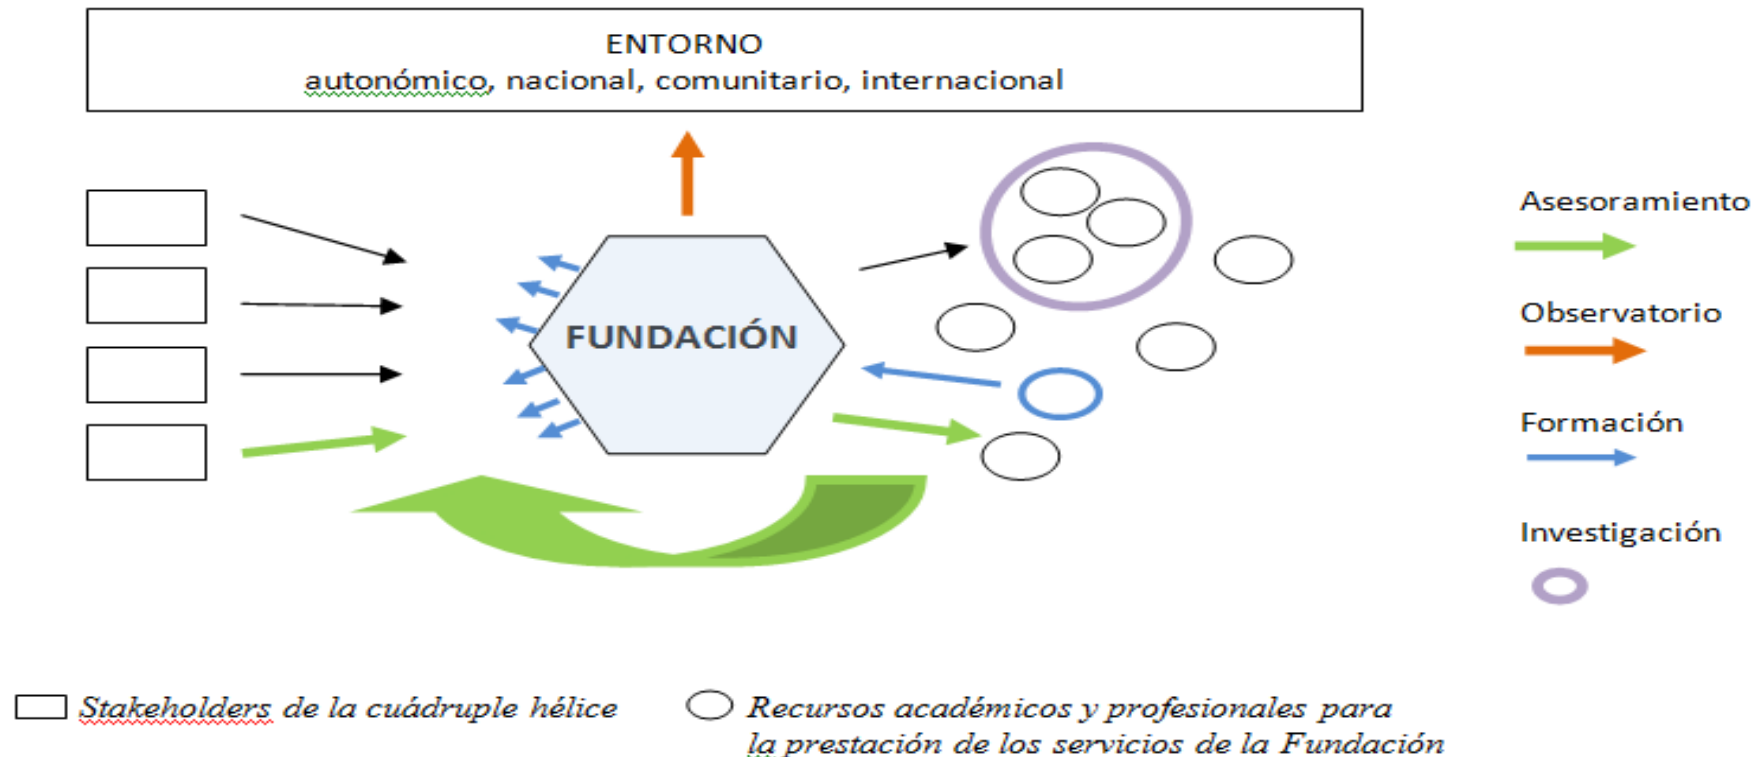 ENTORNO
autonómico, nacional, comunitario, internacional
FUNDACIÓN
Asesoramiento
Observatorio
Formación
Investigación
Stakeholders de la cuádruple hélice
Recursos académicos y profesionales para
la prestación de los servicios de la Fundación